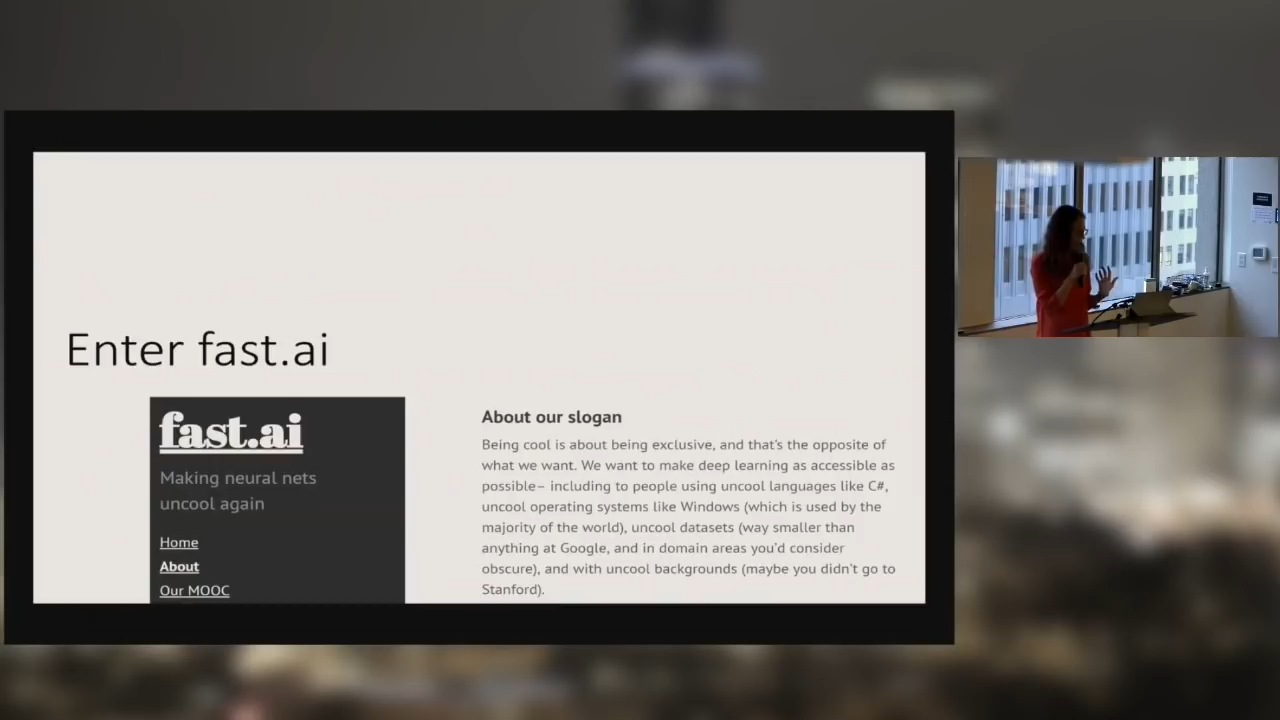 Enter fast.ai
fast.ai
Making neural nets
uncool again
Home
About
Our MOOC
About our slogan
Being cool is about being exclusive, and that's the opposite of
what we want. We want to make deep learning as accessible as
possible– including to people using uncool languages like C#,
uncool operating systems like Windows (which is used by the
majority of the world), uncool datasets (way smaller than
anything at Google, and in domain areas you'd consider
obscure), and with uncool backgrounds (maybe you didn't go to
Stanford).